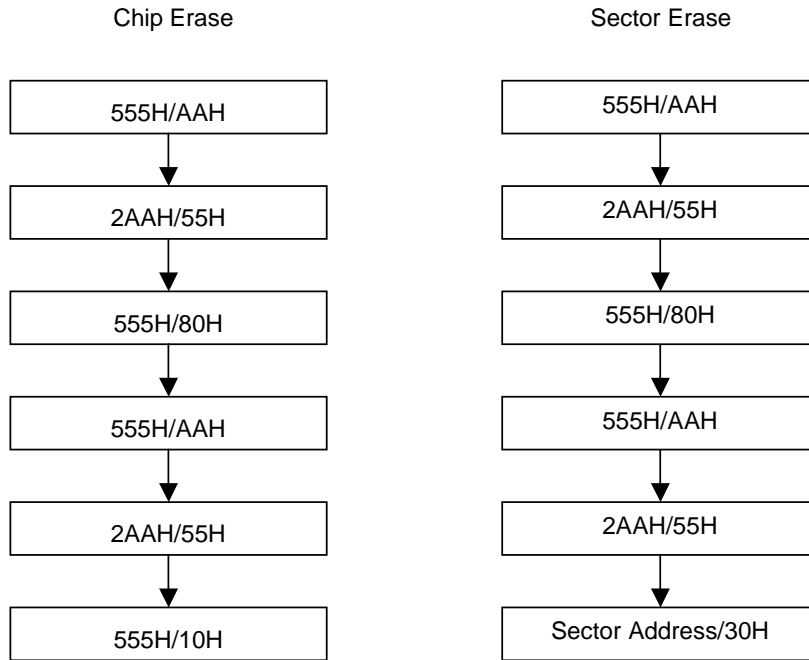 Chip Erase
555H/AAH
2AAH/55H
555H/80H
555H/AAH
2AAH/55H
555H/10H
Sector Erase
555H/AAH
2AAH/55H
555H/80H
555H/AAH
2AAH/55H
Sector Address/30H